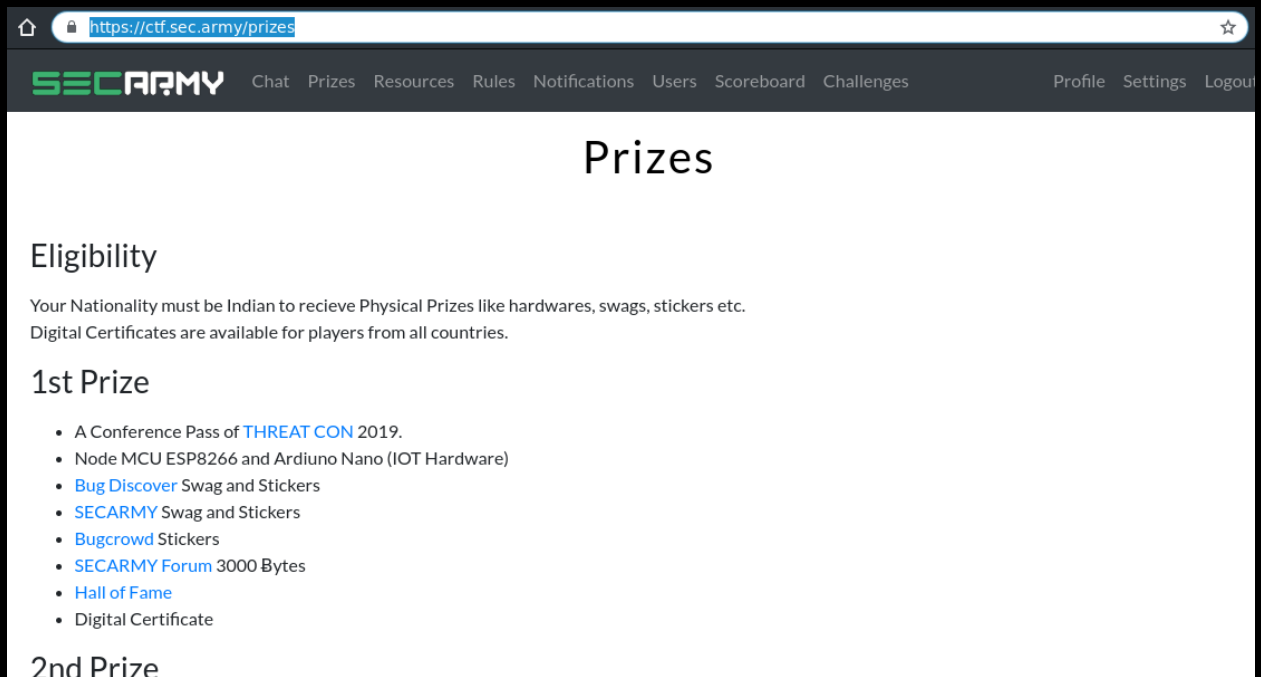 https://ctf.sec.army/prizes
SECARMY Chat Prizes Resources Rules Notifications Users Scoreboard Challenges Profile Settings Logout
Prizes
Eligibility
Your Nationality must be Indian to recieve Physical Prizes like hardwares, swags, stickers etc.
Digital Certificates are available for players from all countries.
1st Prize
• A Conference Pass of THREAT CON 2019.
• Node MCU ESP8266 and Ardiuno Nano (IOT Hardware)
• Bug Discover Swag and Stickers
• SECARMY Swag and Stickers
• Bugcrowd Stickers
• SECARMY Forum 3000 Ƀytes
• Hall of Fame
• Digital Certificate
2nd Prize